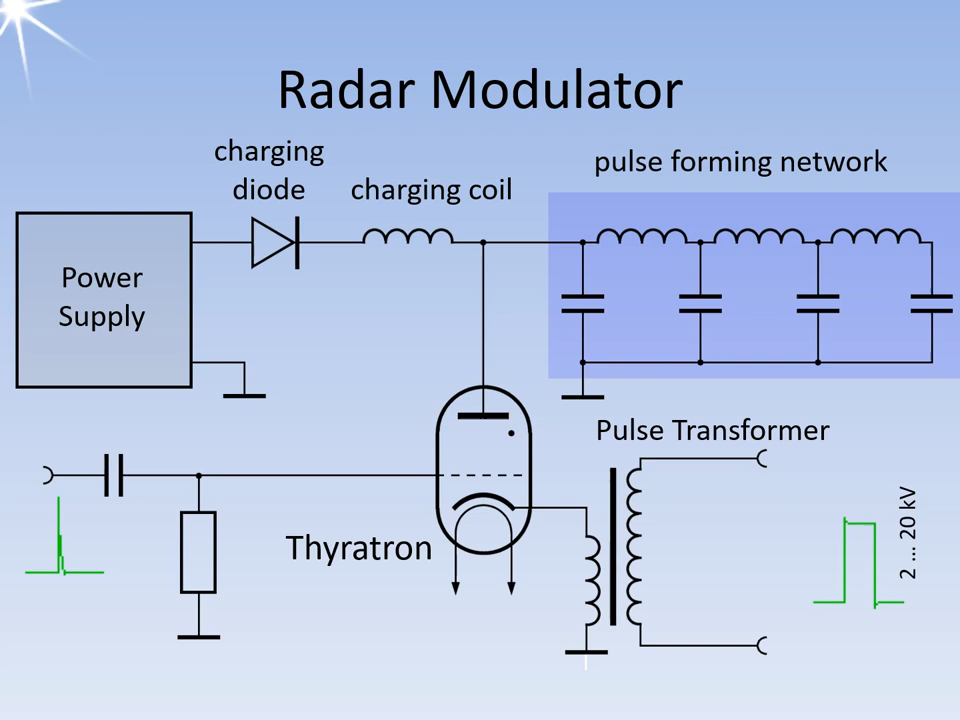 Radar Modulator
charging
diode
charging coil
pulse forming network
Power
Supply
Pulse Transformer
Thyratron
2 ... 20 kV